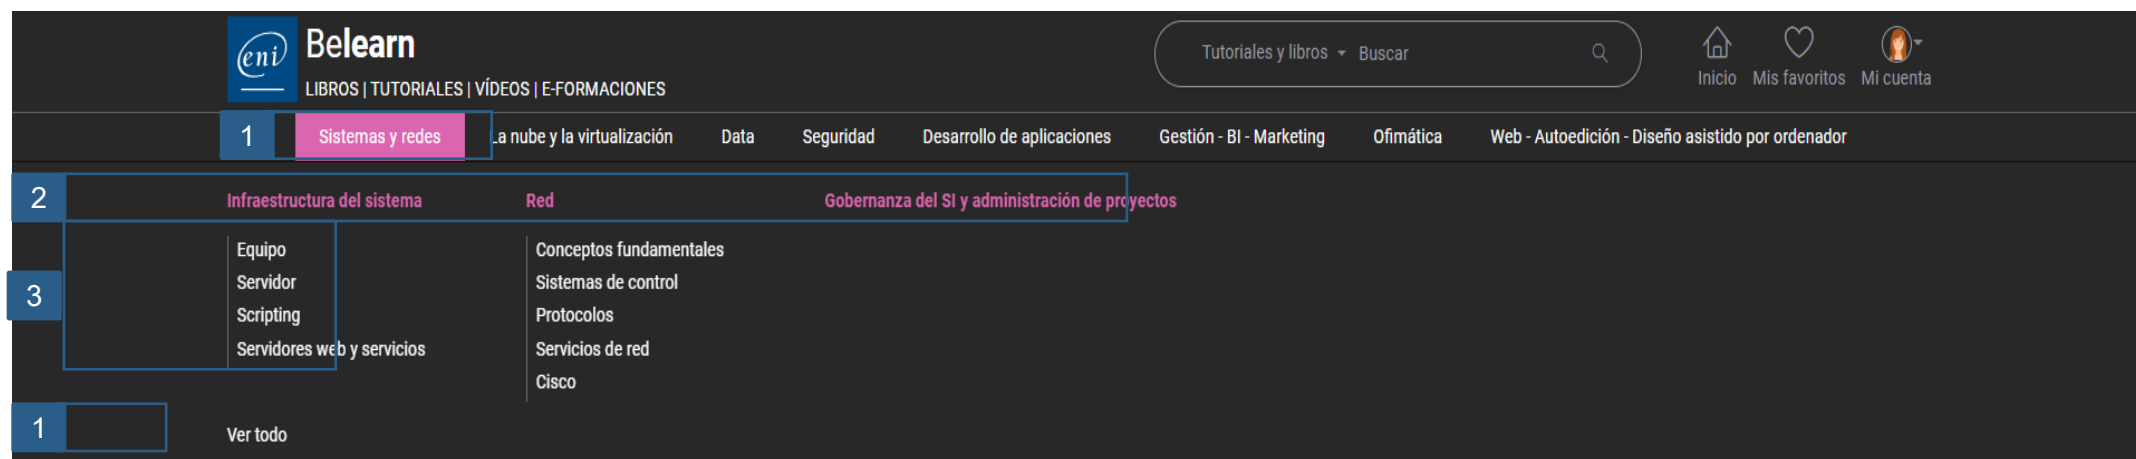 eni
Belearn
LIBROS | TUTORIALES | VÍDEOS | E-FORMACIONES
Tutoriales y libros Buscar
Inicio Mis favoritos Mi cuenta
1 Sistemas y redes La nube y la virtualización Data Seguridad Desarrollo de aplicaciones Gestión - BI - Marketing Ofimática Web - Autoedición - Diseño asistido por ordenador
2 Infraestructura del sistema Red Gobernanza del SI y administración de proyectos
Equipo Conceptos fundamentales
Servidor Sistemas de control
3
Scripting Protocolos
Servidores web y servicios Servicios de red
Cisco
1 Ver todo